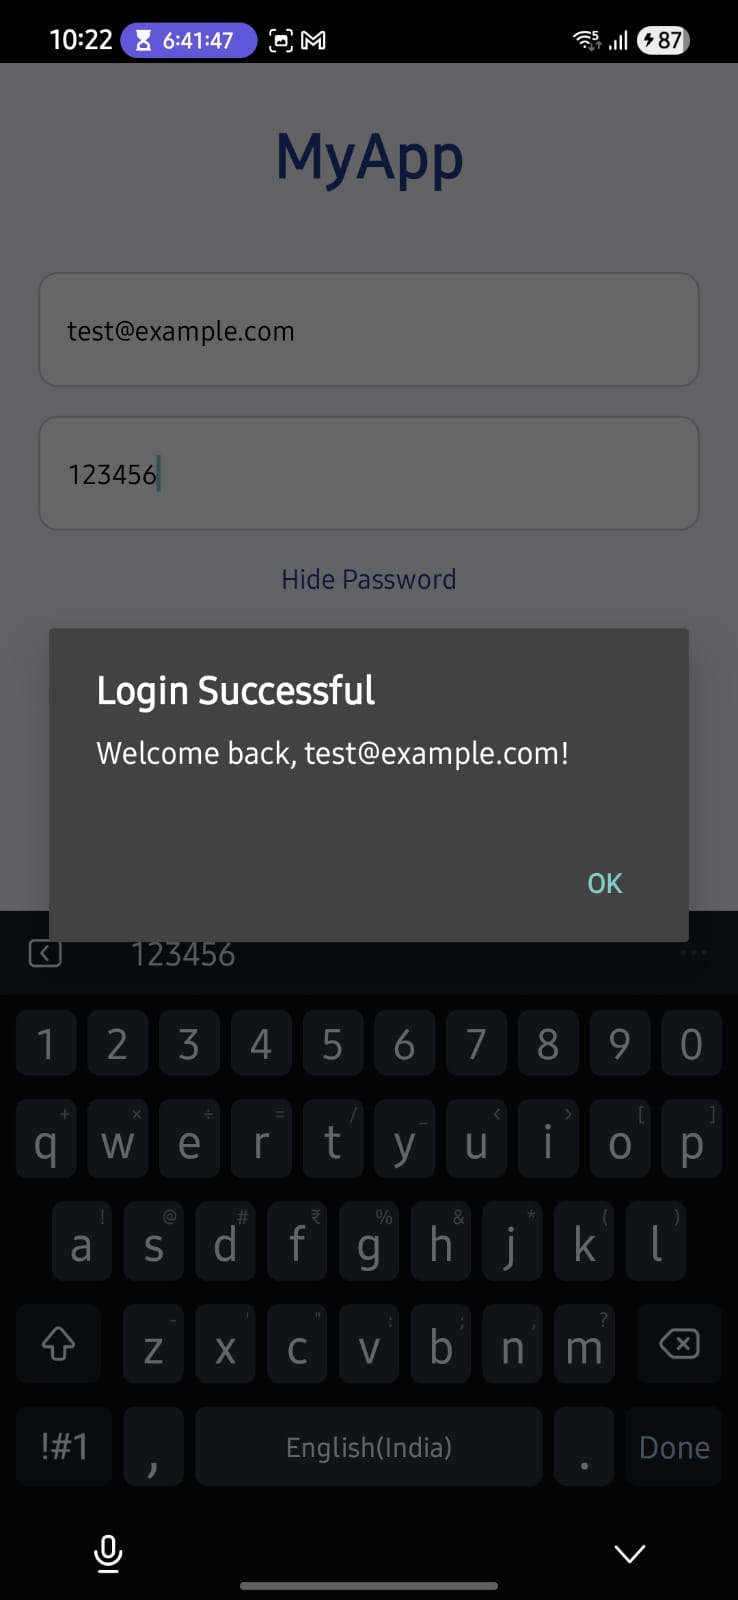 10:22 6:41:47 5 87
MyApp
test@example.com
123456
Hide Password
Login Successful
Welcome back, test@example.com!
OK
123456
1 2 3 4 5 6 7 8 9 0
+ × ÷ = / _ < > [ ]
q w e r t y u i o p
! @ # ₹ % & * ( )
a s d f g h j k l
- ' " : ; , ?
z x c v b n m
!#1 , English(India) . Done